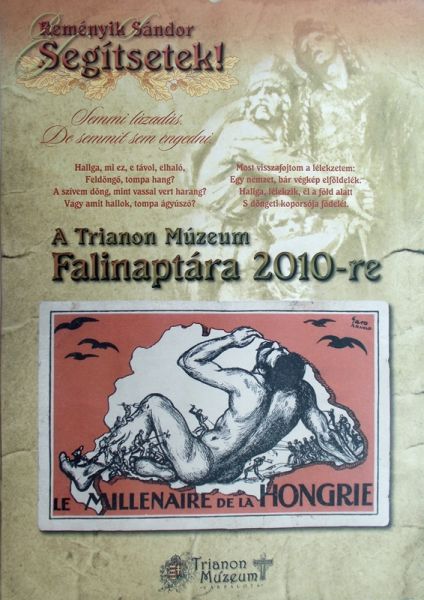 Reményik Sándor
Segítsetek!
Semmi lázadás.
De semmit sem engedni.
Hallga, mi ez, e távol, elhaló,
Feldöngő, tompa hang?
A szívem döng, mint vassal vert harang?
Vagy amit hallok, tompa ágyúszó?
Most visszafojtom a lélekzetem:
Egy nemzet, bár végkép elföldelék.
Hallga, lélekzik, él a föld alatt
S döngeti koporsója födelét.
A Trianon Múzeum
Falinaptára 2010-re
LE MILLENAIRE DE LA HONGRIE
Trianon
Múzeum
VÁRPALOTA